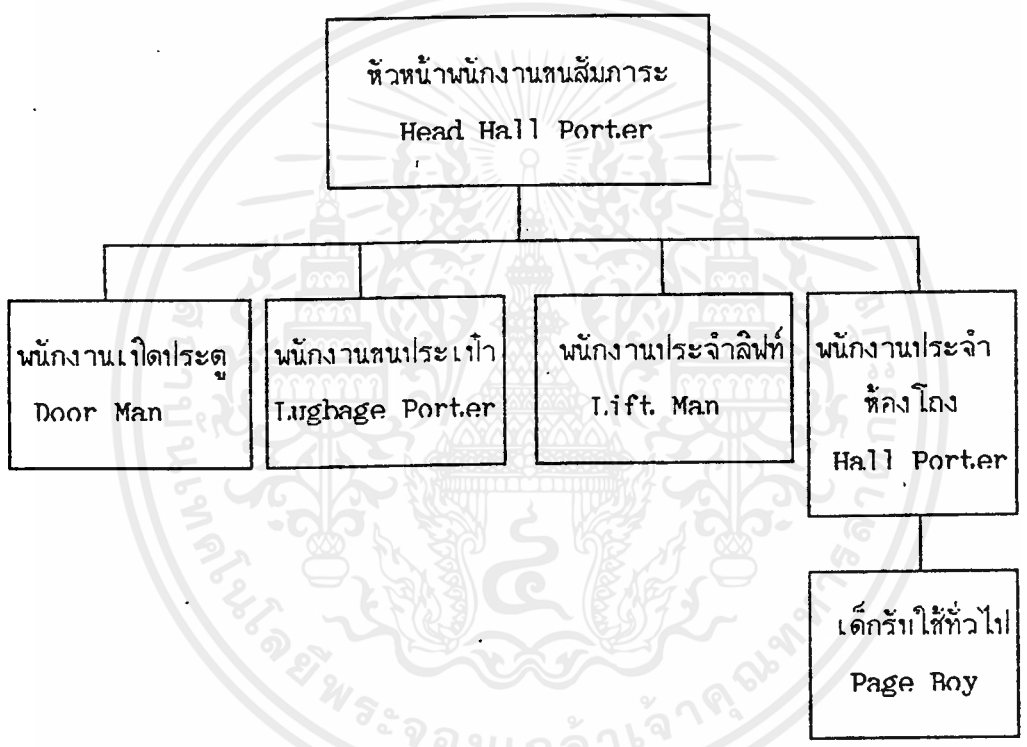 หัวหน้าพนักงานขนสัมภาระ
Head Hall Porter
พนักงานเปิดประตู
Door Man
พนักงานขนประเป๋า
Lugbage Porter
พนักงานประจำลิฟท์
Lift Man
พนักงานประจำ
ห้องโถง
Hall Porter
เด็กรับใช้ทั่วไป
Page Boy